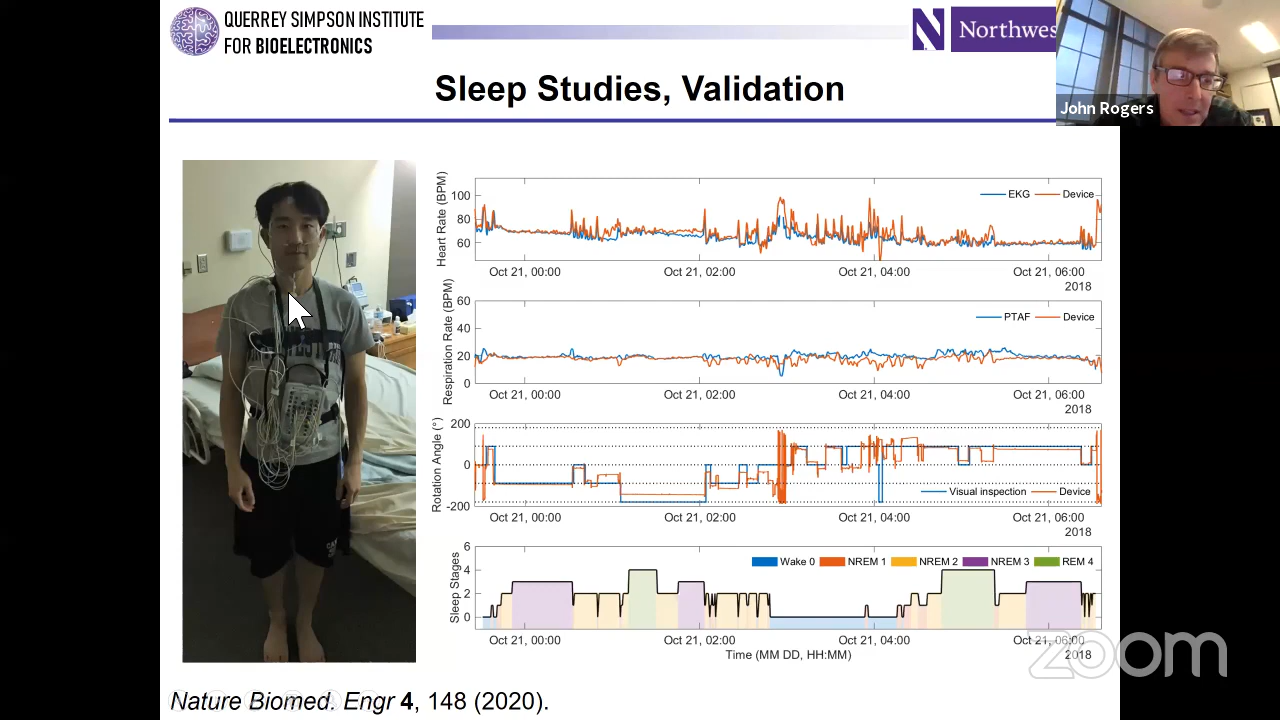 QUERREY SIMPSON INSTITUTE
FOR BIOELECTRONICS
N Northwes
John Rogers
Sleep Studies, Validation
Heart Rate (BPM)
100
80
60
EKG Device
Oct 21, 00:00 Oct 21, 02:00 Oct 21, 04:00 Oct 21, 06:00
2018
Respiration Rate (BPM)
60
40
20
0
PTAF Device
Oct 21, 00:00 Oct 21, 02:00 Oct 21, 04:00 Oct 21, 06:00
2018
Rotation Angle (°)
200
0
-200
Visual inspection Device
Oct 21, 00:00 Oct 21, 02:00 Oct 21, 04:00 Oct 21, 06:00
2018
Sleep Stages
6
4
2
0
Wake 0 NREM 1 NREM 2 NREM 3 REM 4
Oct 21, 00:00 Oct 21, 02:00 Oct 21, 04:00 Oct 21, 06:00
Time (MM DD, HH:MM) 2018
zoom
Nature Biomed. Engr 4, 148 (2020).